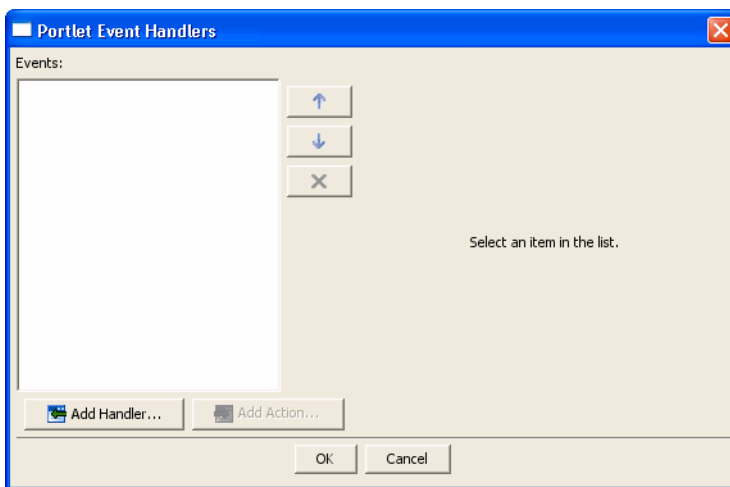 Portlet Event Handlers
Events:
Select an item in the list.
Add Handler...
Add Action...
OK
Cancel